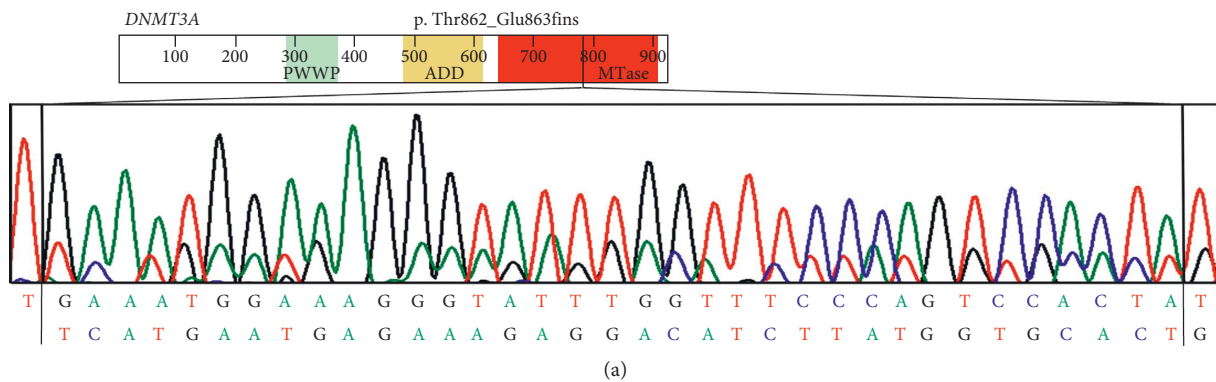 DNMT3A p. Thr862_Glu863fins
100 200 300 400 500 600 700 800 900
PWWP ADD MTase
T G A A A T G G A A A G G G T A T T T G G T T T C C C A G T C C A C T A T
T C A T G A A T G A G A A A G A G G A C A T C T T A T G G T G C A C T G
(a)